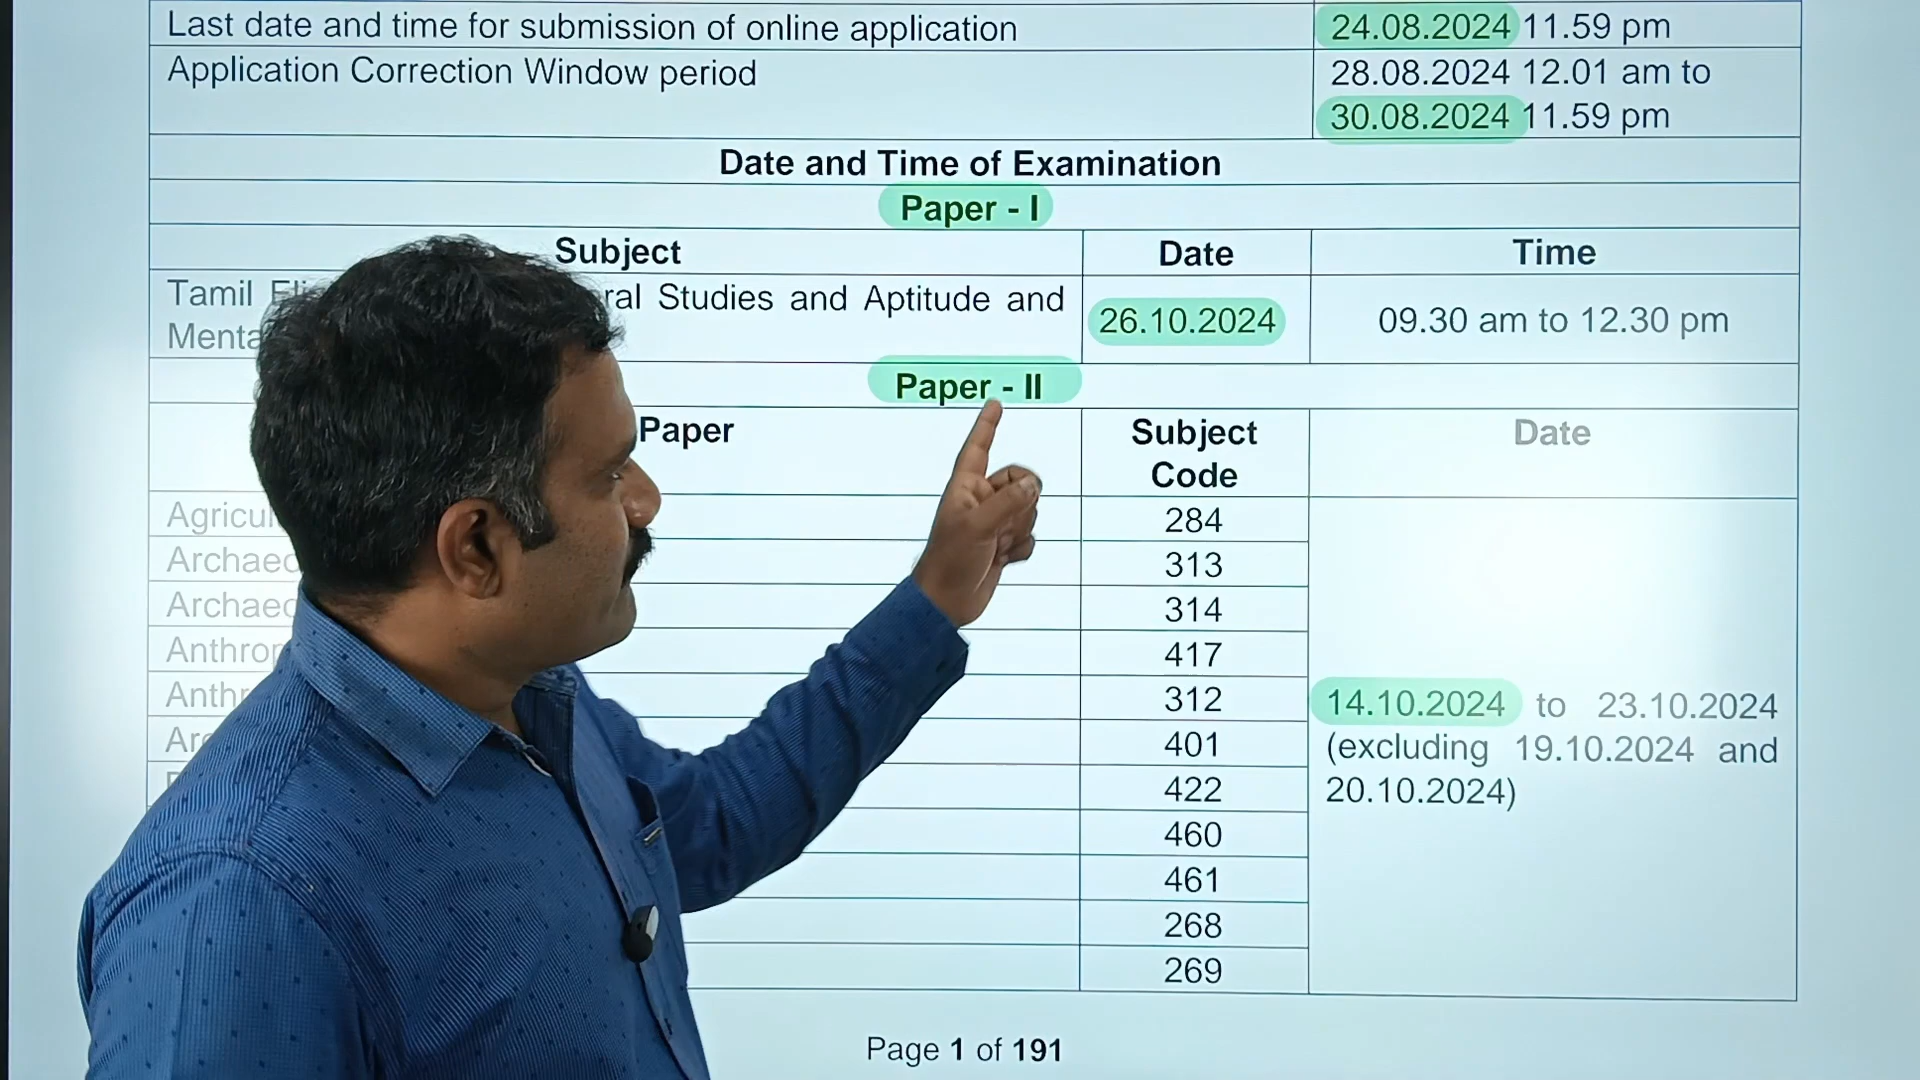 Last date and time for submission of online application 24.08.2024 11.59 pm
Application Correction Window period 28.08.2024 12.01 am to
30.08.2024 11.59 pm
Date and Time of Examination
Paper - I
Subject Date Time
Tamil ral Studies and Aptitude and
Menta
26.10.2024 09.30 am to 12.30 pm
Paper - II
Paper Subject Date
Code
Agricul 284
Archaeo 313
Archaeo 314
Anthrop 417
Anthr 312
401
422
460
461
268
269
14.10.2024 to 23.10.2024
(excluding 19.10.2024 and
20.10.2024)
Page 1 of 191